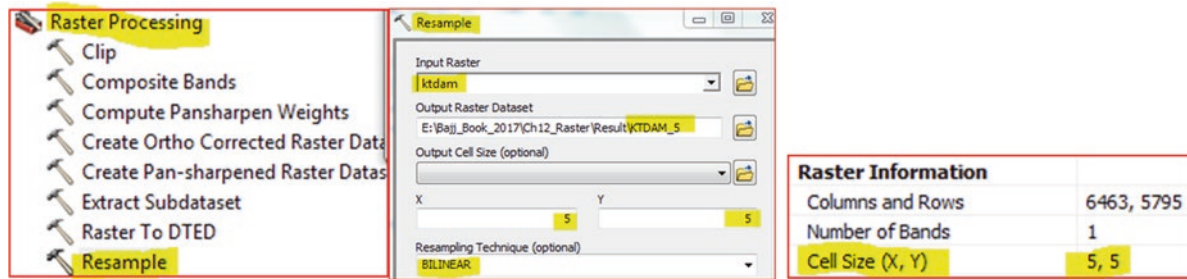 Raster Processing
Clip
Composite Bands
Compute Pansharpen Weights
Create Ortho Corrected Raster Data
Create Pan-sharpened Raster Datas
Extract Subdataset
Raster To DTED
Resample
Resample
Input Raster
ktdam
Output Raster Dataset
E:\Bajj_Book_2017\Ch12_Raster\Result\KTDAM_5
Output Cell Size (optional)
X Y
5 5
Resampling Technique (optional)
BILINEAR
Raster Information
Columns and Rows 6463, 5795
Number of Bands 1
Cell Size (X, Y) 5, 5